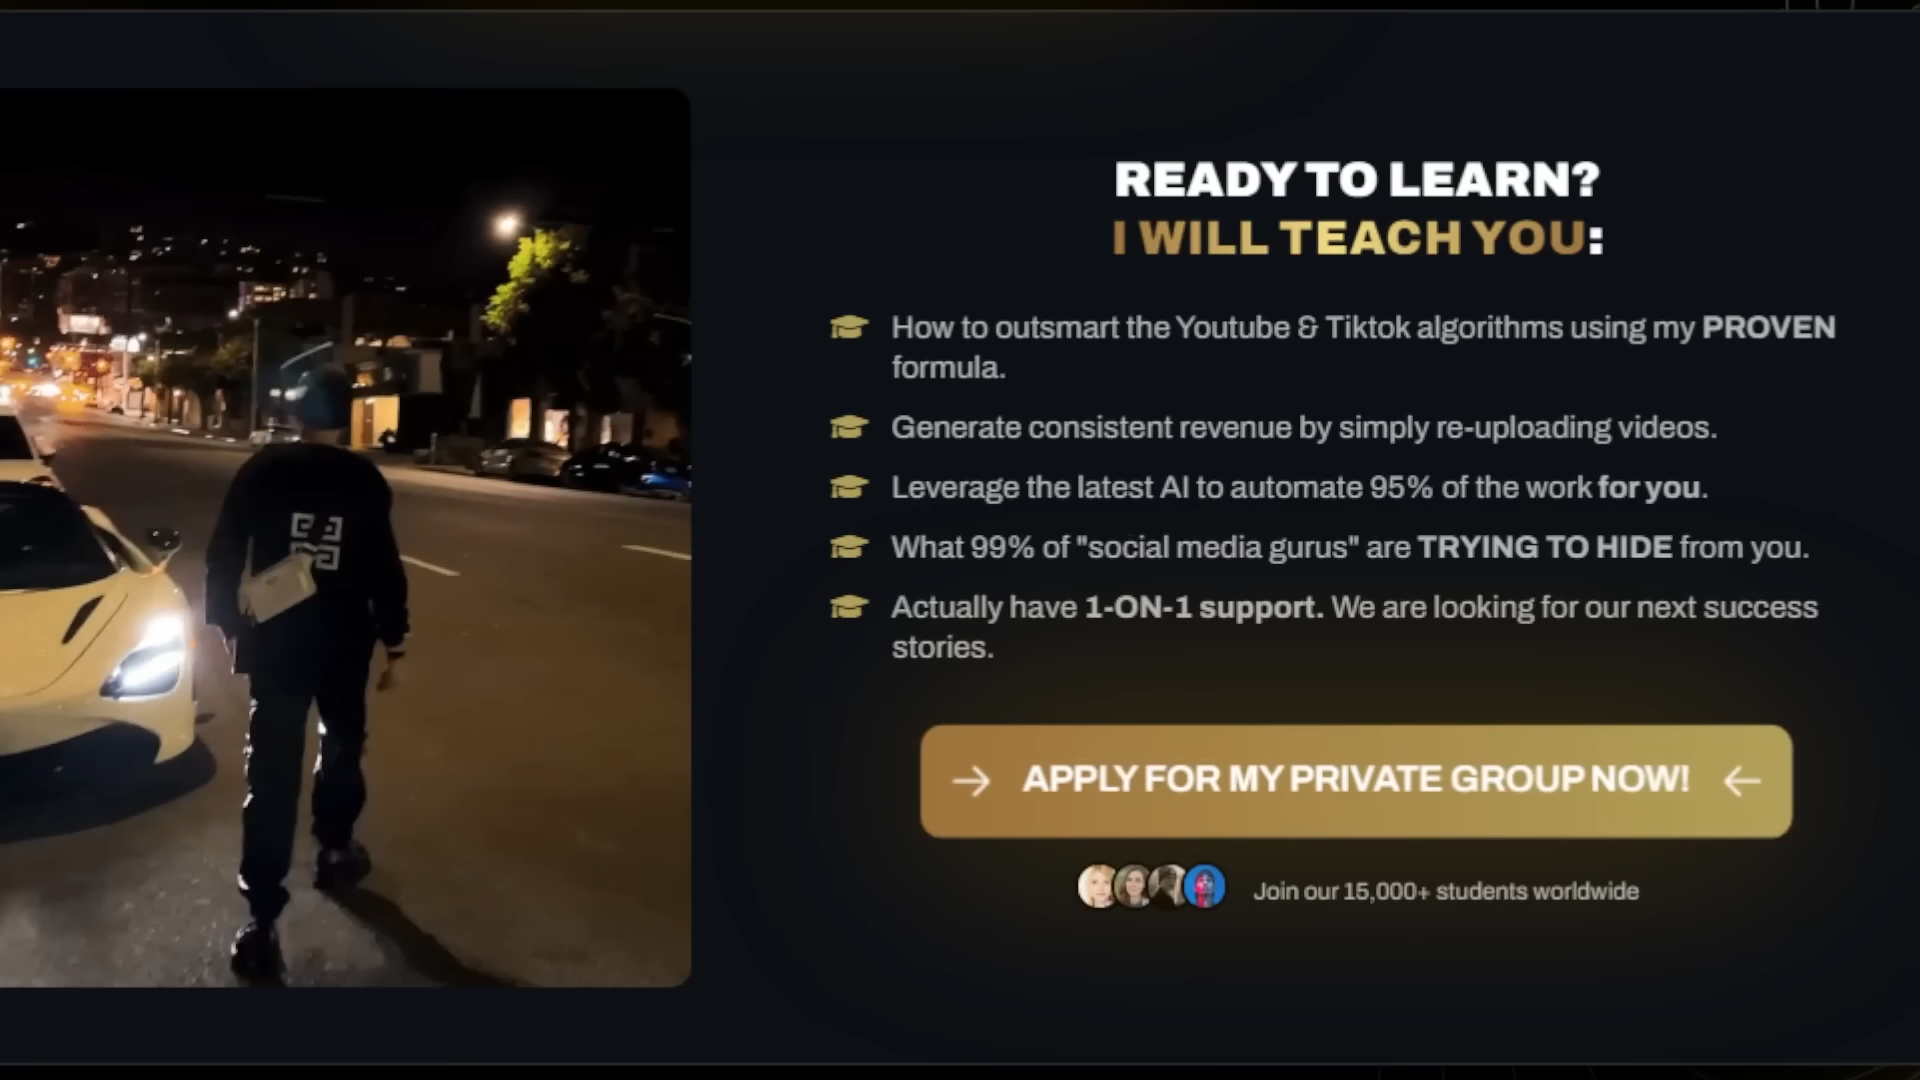 READY TO LEARN?
I WILL TEACH YOU:
How to outsmart the Youtube & Tiktok algorithms using my PROVEN
formula.
Generate consistent revenue by simply re-uploading videos.
Leverage the latest AI to automate 95% of the work for you.
What 99% of "social media gurus" are TRYING TO HIDE from you.
Actually have 1-ON-1 support. We are looking for our next success
stories.
→ APPLY FOR MY PRIVATE GROUP NOW! ←
Join our 15,000+ students worldwide